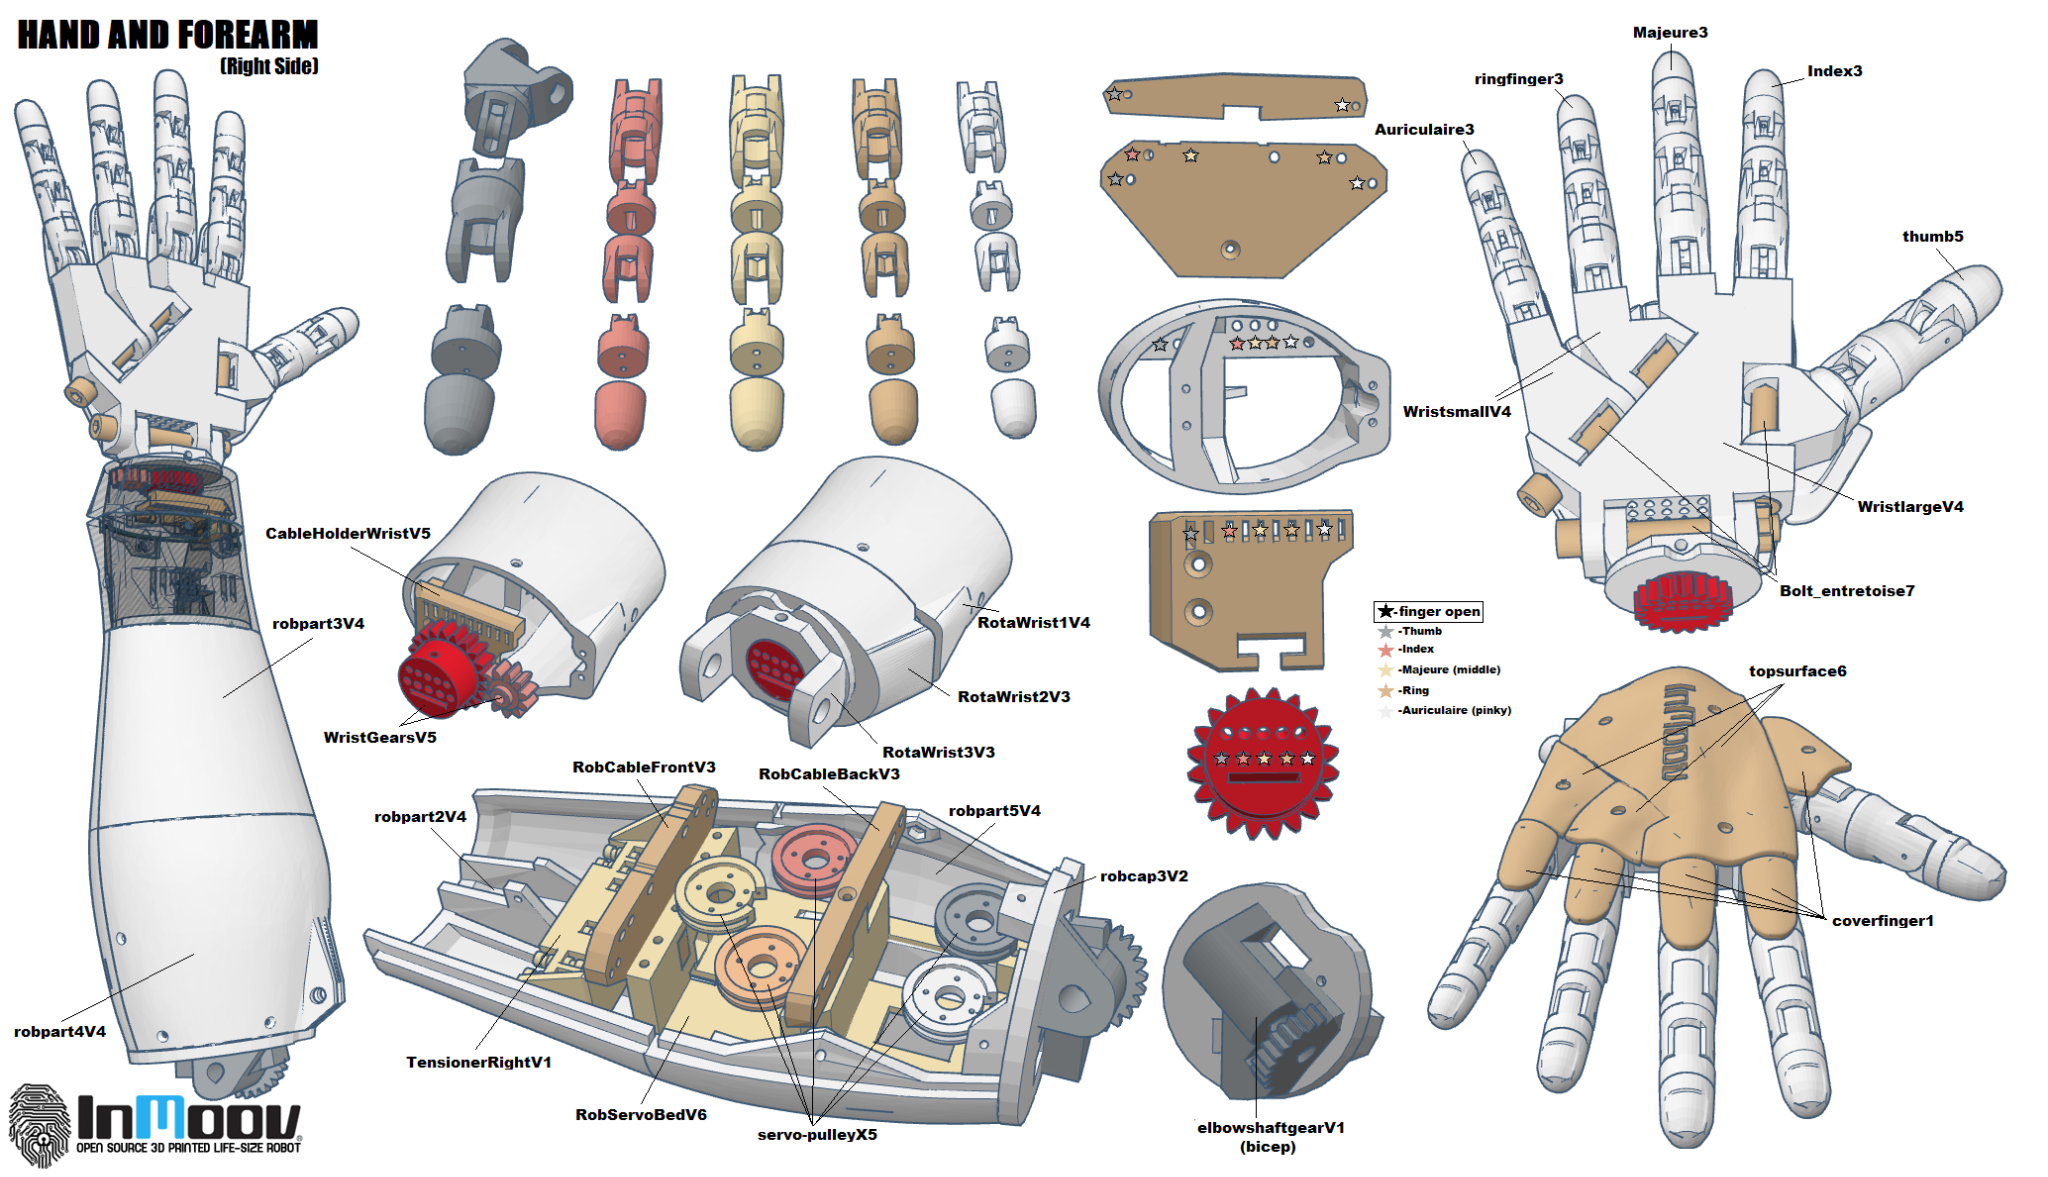 HAND AND FOREARM
(Right Side)
Majeure3
ringfinger3
Index3
Auriculaire3
thumb5
WristsmallV4
WristlargeV4
Bolt_entretoise7
CableHolderWristV5
robpart3V4
WristGearsV5
RotaWrist1V4
RotaWrist2V3
RotaWrist3V3
★-finger open
★-Thumb
★-Index
★-Majeure (middle)
★-Ring
★-Auriculaire (pinky)
topsurface6
InMoov
coverfinger1
RobCableFrontV3
RobCableBackV3
robpart2V4
robpart5V4
robcap3V2
robpart4V4
TensionerRightV1
RobServoBedV6
servo-pulleyX5
elbowshaftgearV1
(bicep)
InMoov®
OPEN SOURCE 3D PRINTED LIFE-SIZE ROBOT